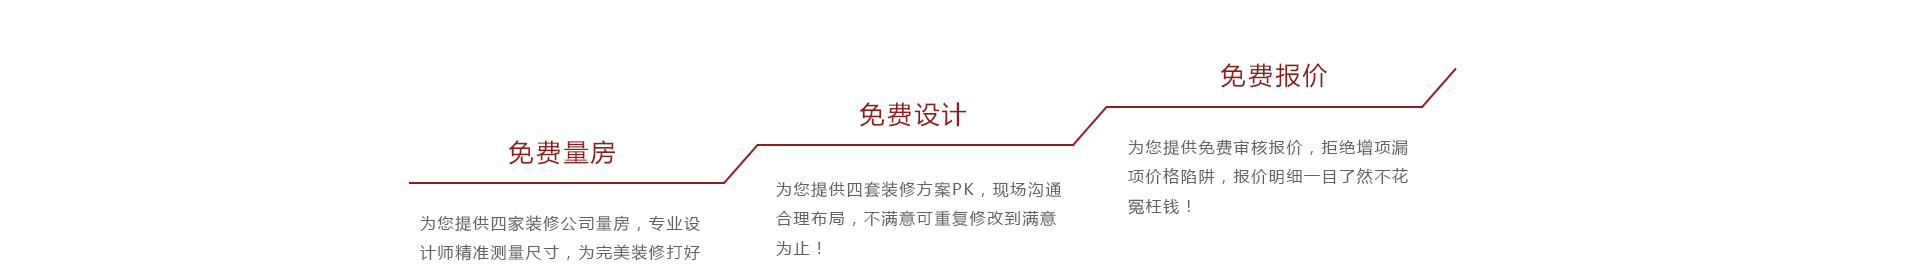 免费量房
为您提供四家装修公司量房，专业设
计师精准测量尺寸，为完美装修打好
免费设计
为您提供四套装修方案PK，现场沟通
合理布局，不满意可重复修改到满意
为止！
免费报价
为您提供免费审核报价，拒绝增项漏
项价格陷阱，报价明细一目了然不花
冤枉钱！